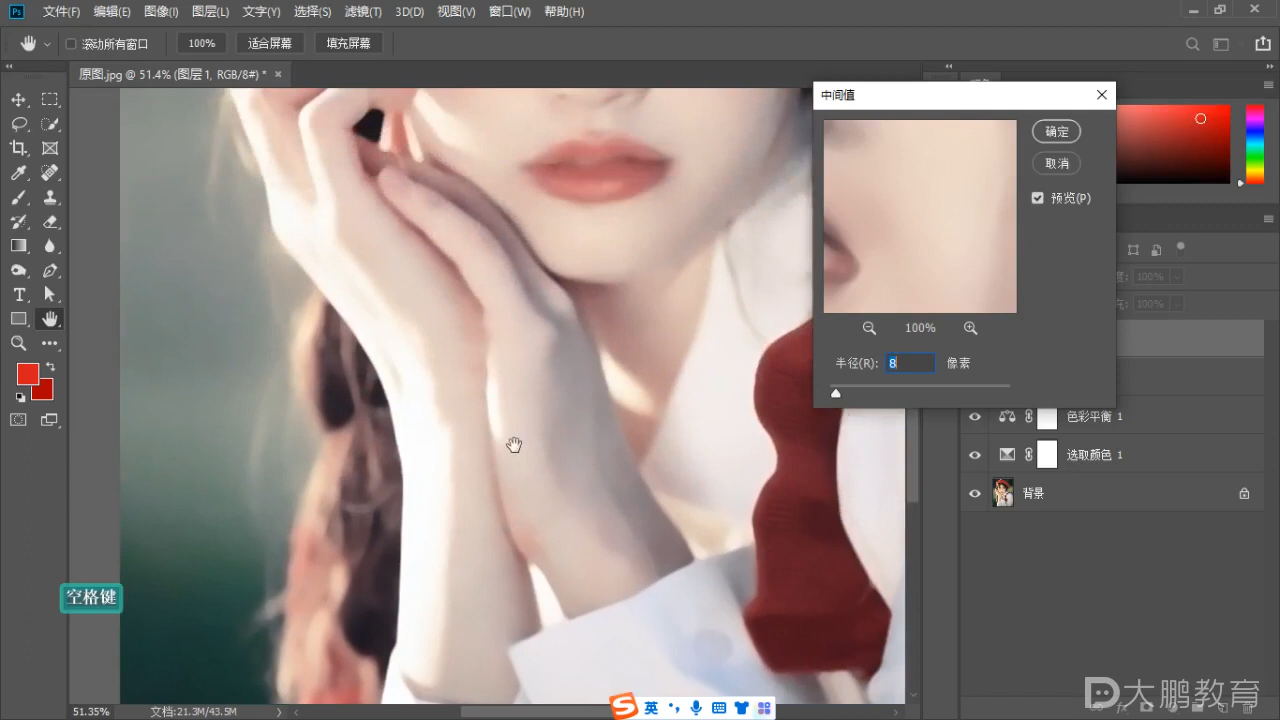 Ps 文件(F) 编辑(E) 图像(I) 图层(L) 文字(Y) 选择(S) 滤镜(T) 3D(D) 视图(V) 窗口(W) 帮助(H)
滚动所有窗口 100% 适合屏幕 填充屏幕
原图.jpg @ 51.4% (图层 1, RGB/8#) *
中间值
确定
取消
预览(P)
100%
半径(R): 8 像素
100%
100%
色彩平衡 1
选取颜色 1
背景
空格键
51.35% 文档:21.3M/43.5M
S 英
大鹏教育